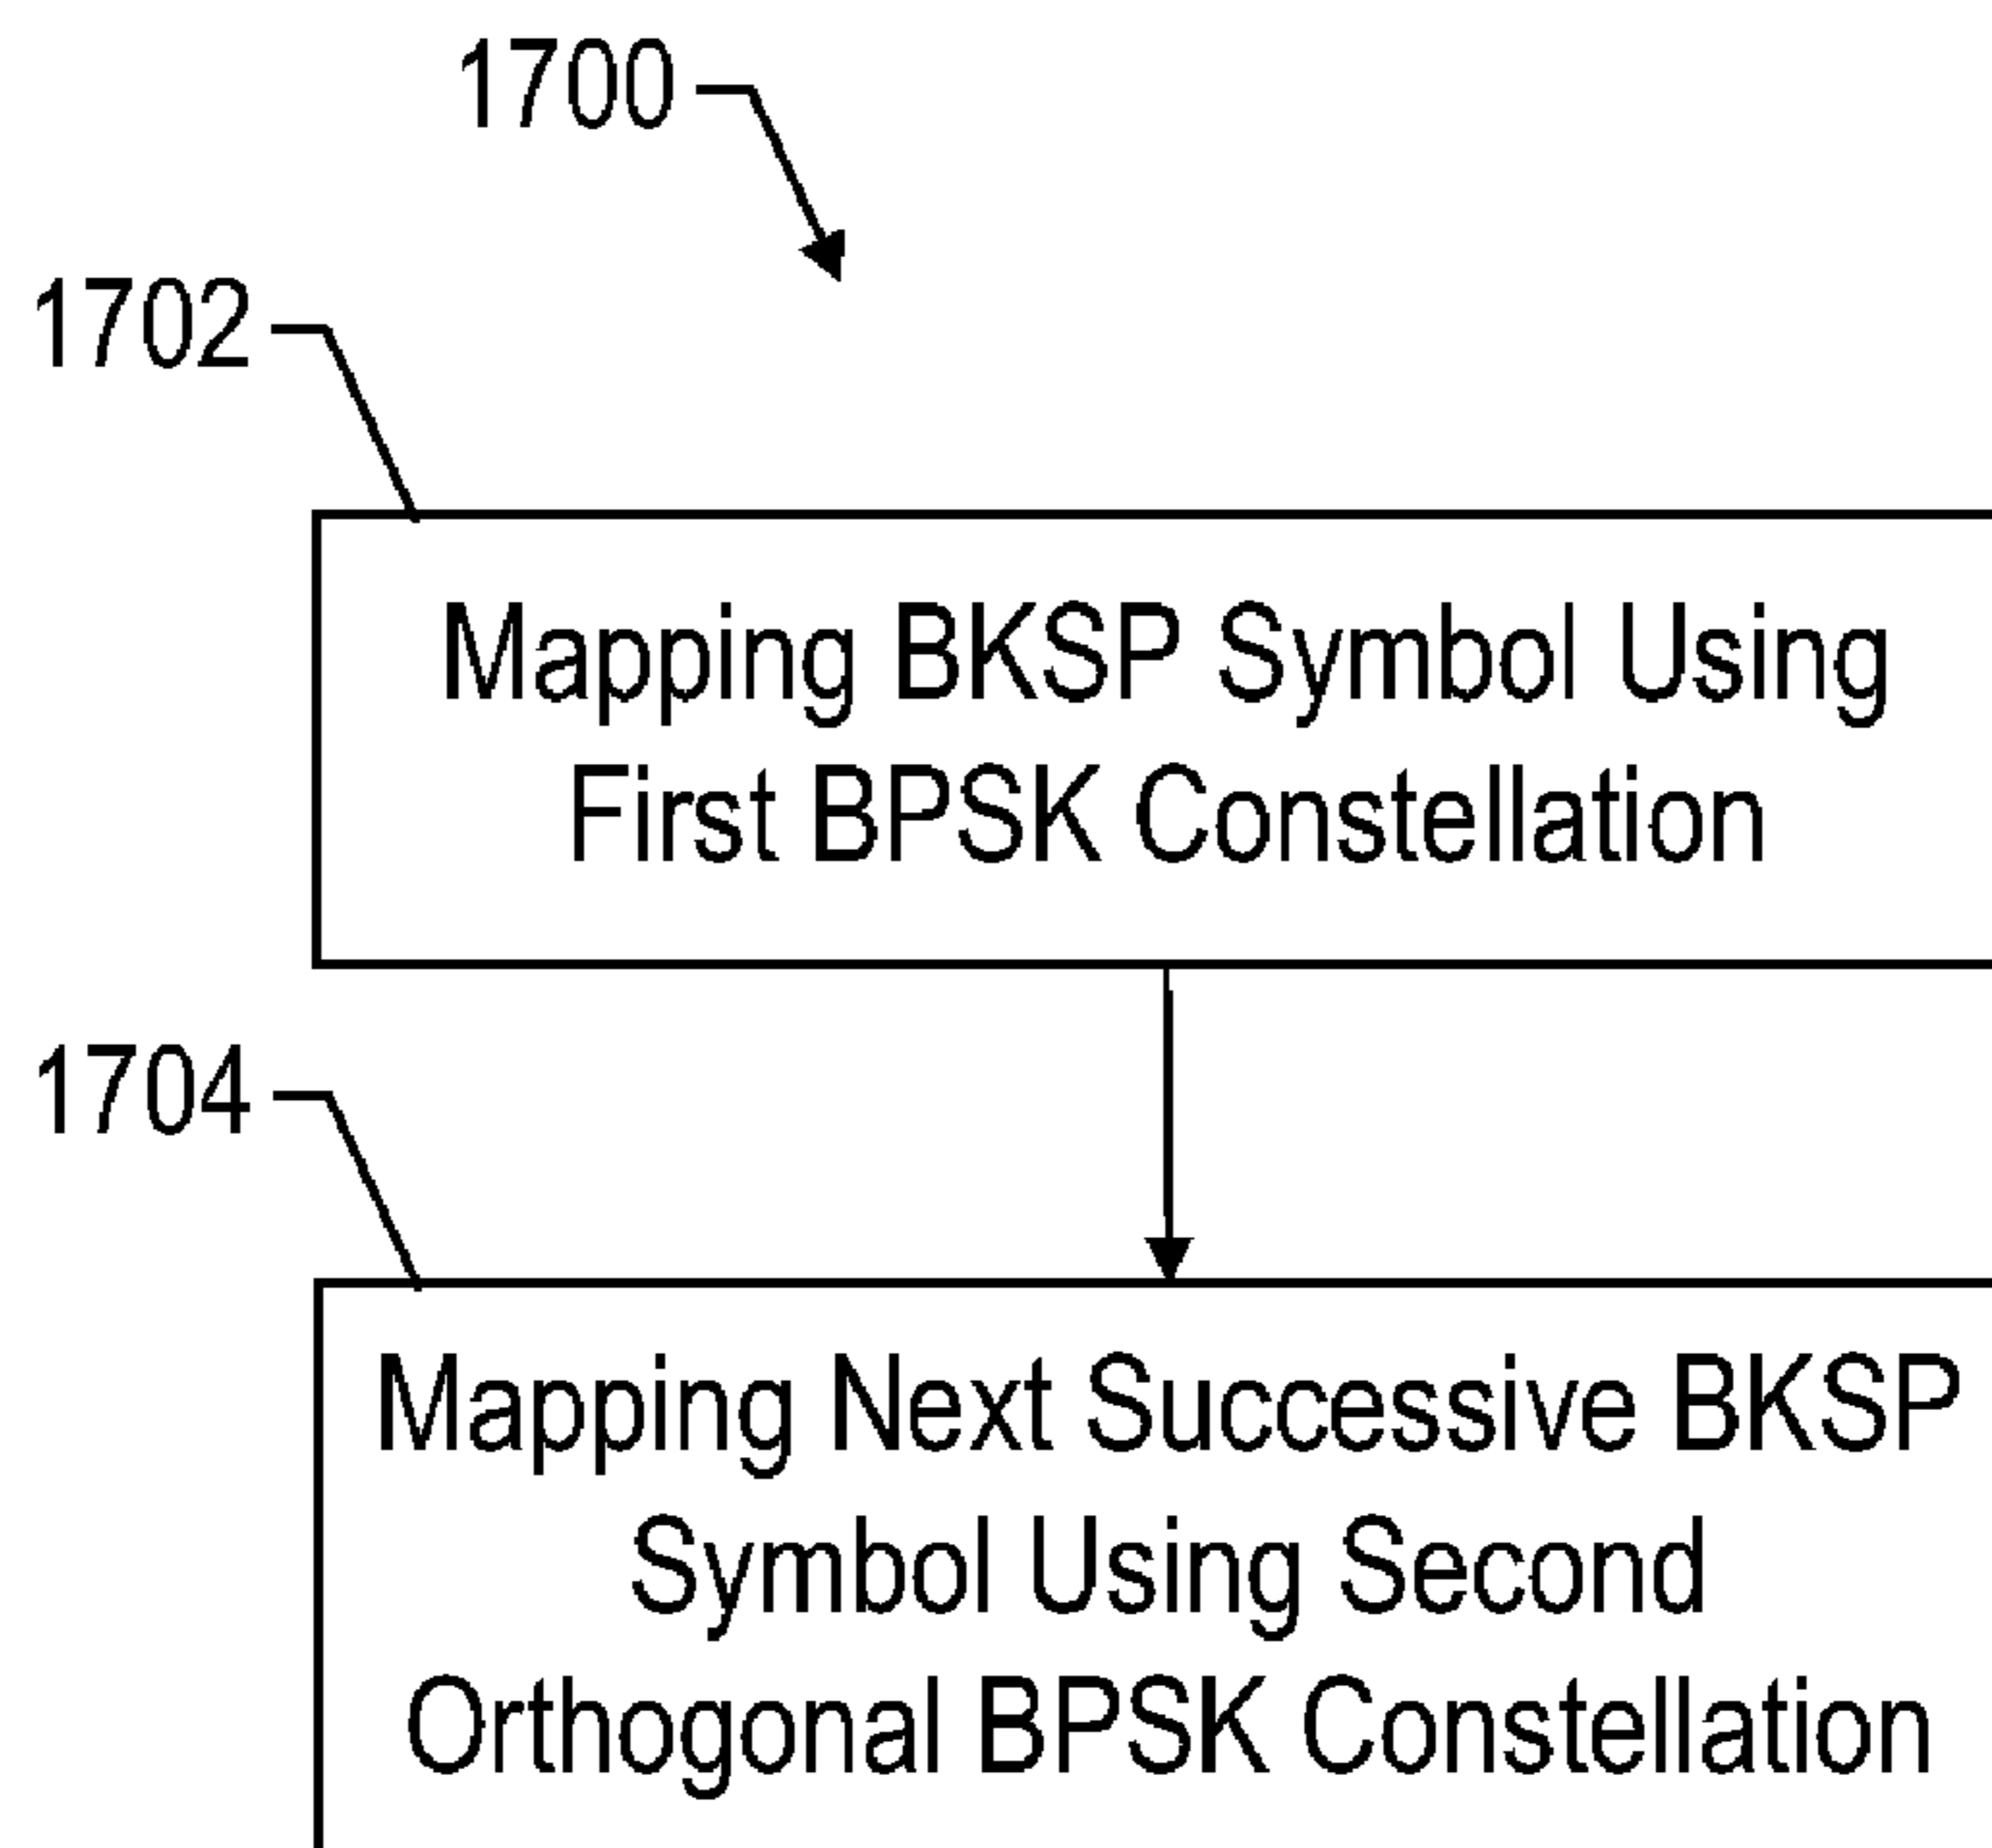 1700
1702
Mapping BKSP Symbol Using
First BPSK Constellation
1704
Mapping Next Successive BKSP
Symbol Using Second
Orthogonal BPSK Constellation